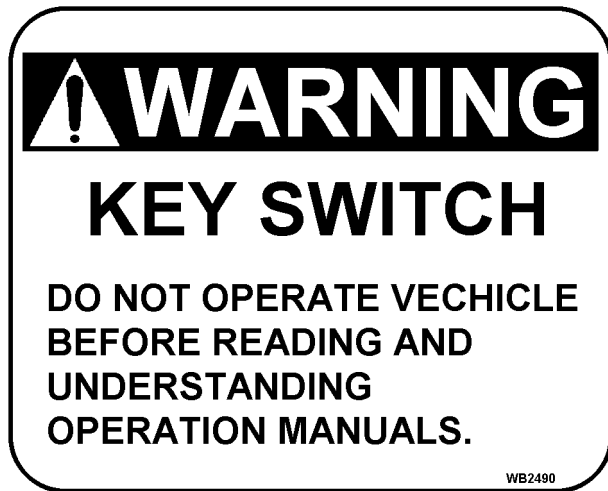 WARNING
KEY SWITCH
DO NOT OPERATE VECHICLE
BEFORE READING AND
UNDERSTANDING
OPERATION MANUALS.
WB2490